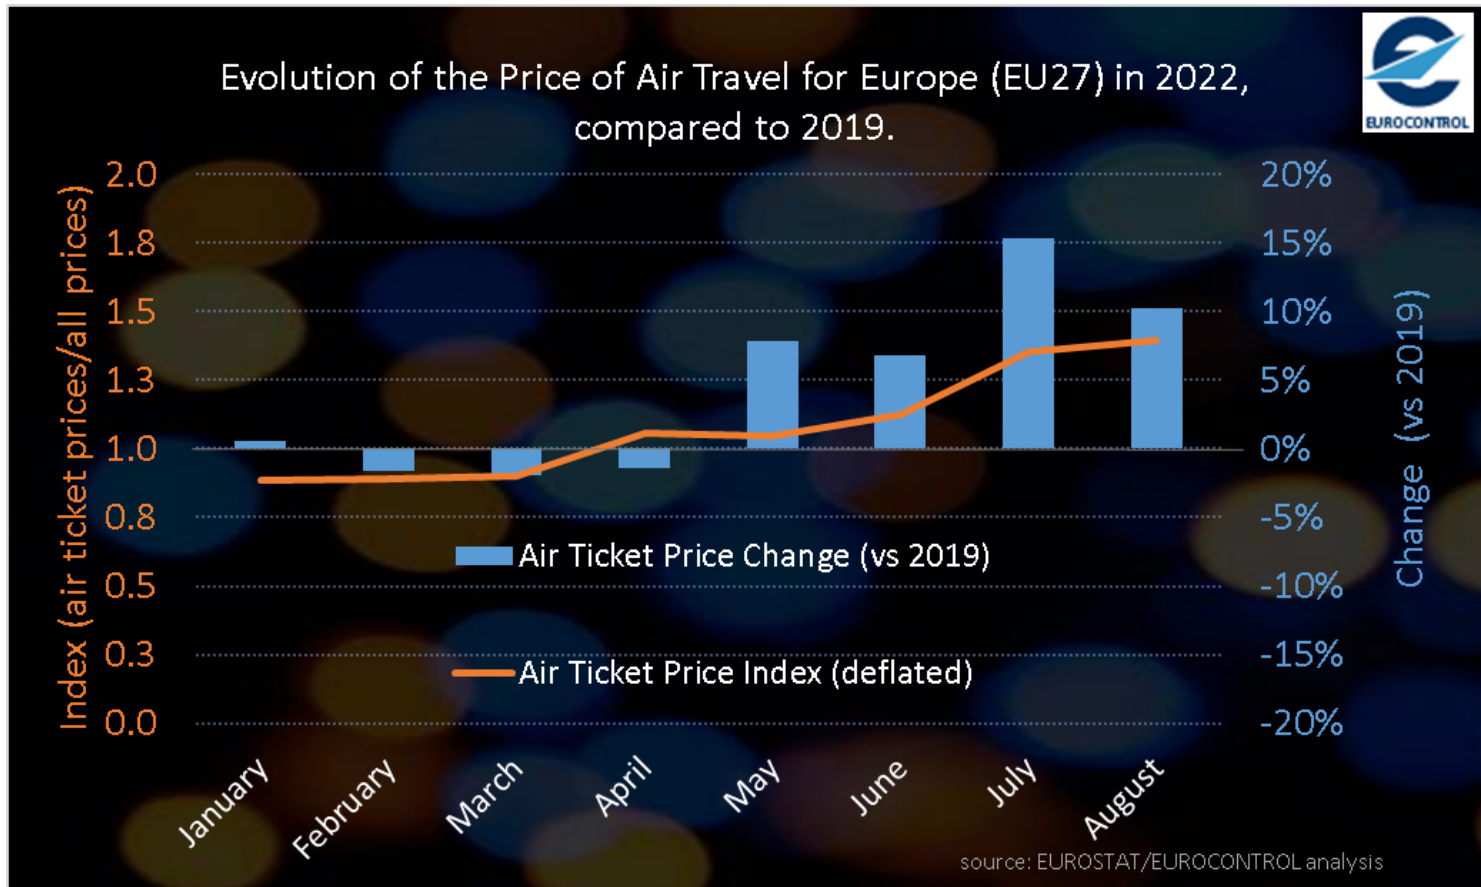 EUROCONTROL
Evolution of the Price of Air Travel for Europe (EU27) in 2022,
compared to 2019.
Index (air ticket prices/all prices)
2.0
1.8
1.5
1.3
1.0
0.8
0.5
0.3
0.0
20%
15%
10%
5%
0%
-5%
-10%
-15%
-20%
Change (vs 2019)
Air Ticket Price Change (vs 2019)
Air Ticket Price Index (deflated)
January
February
March
April
May
June
July
August
source: EUROSTAT/EUROCONTROL analysis